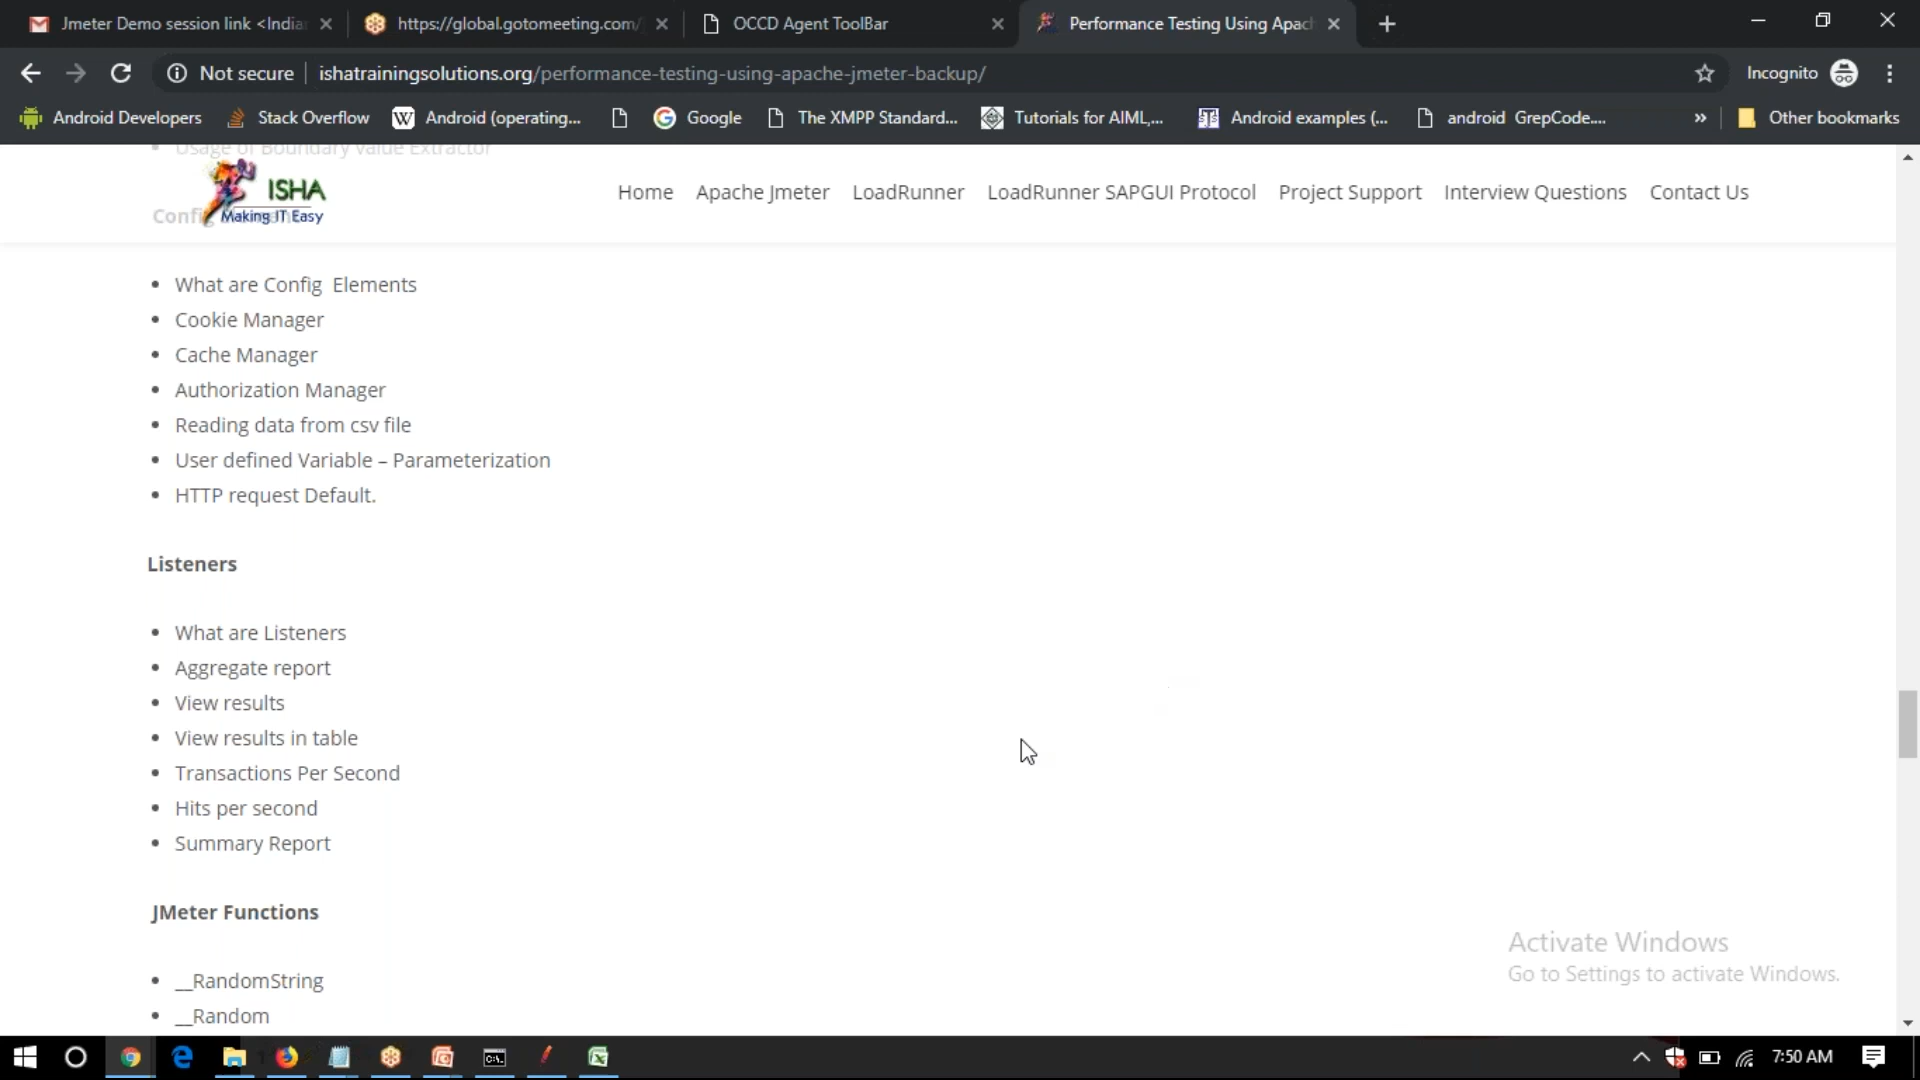 Jmeter Demo session link <India
https://global.gotomeeting.com/
OCCD Agent ToolBar
Performance Testing Using Apac
Not secure
ishatrainingsolutions.org/performance-testing-using-apache-jmeter-backup/
Incognito
Android Developers
Stack Overflow
Android (operating...
Google
The XMPP Standard...
Tutorials for AIML,...
Android examples (...
android GrepCode....
»
Other bookmarks
Usage of Boundary Value Extractor
ISHA
Making IT Easy
Home
Apache Jmeter
LoadRunner
LoadRunner SAPGUI Protocol
Project Support
Interview Questions
Contact Us
What are Config Elements
Cookie Manager
Cache Manager
Authorization Manager
Reading data from csv file
User defined Variable – Parameterization
HTTP request Default.
Listeners
What are Listeners
Aggregate report
View results
View results in table
Transactions Per Second
Hits per second
Summary Report
JMeter Functions
__RandomString
__Random
Activate Windows
Go to Settings to activate Windows.
7:50 AM